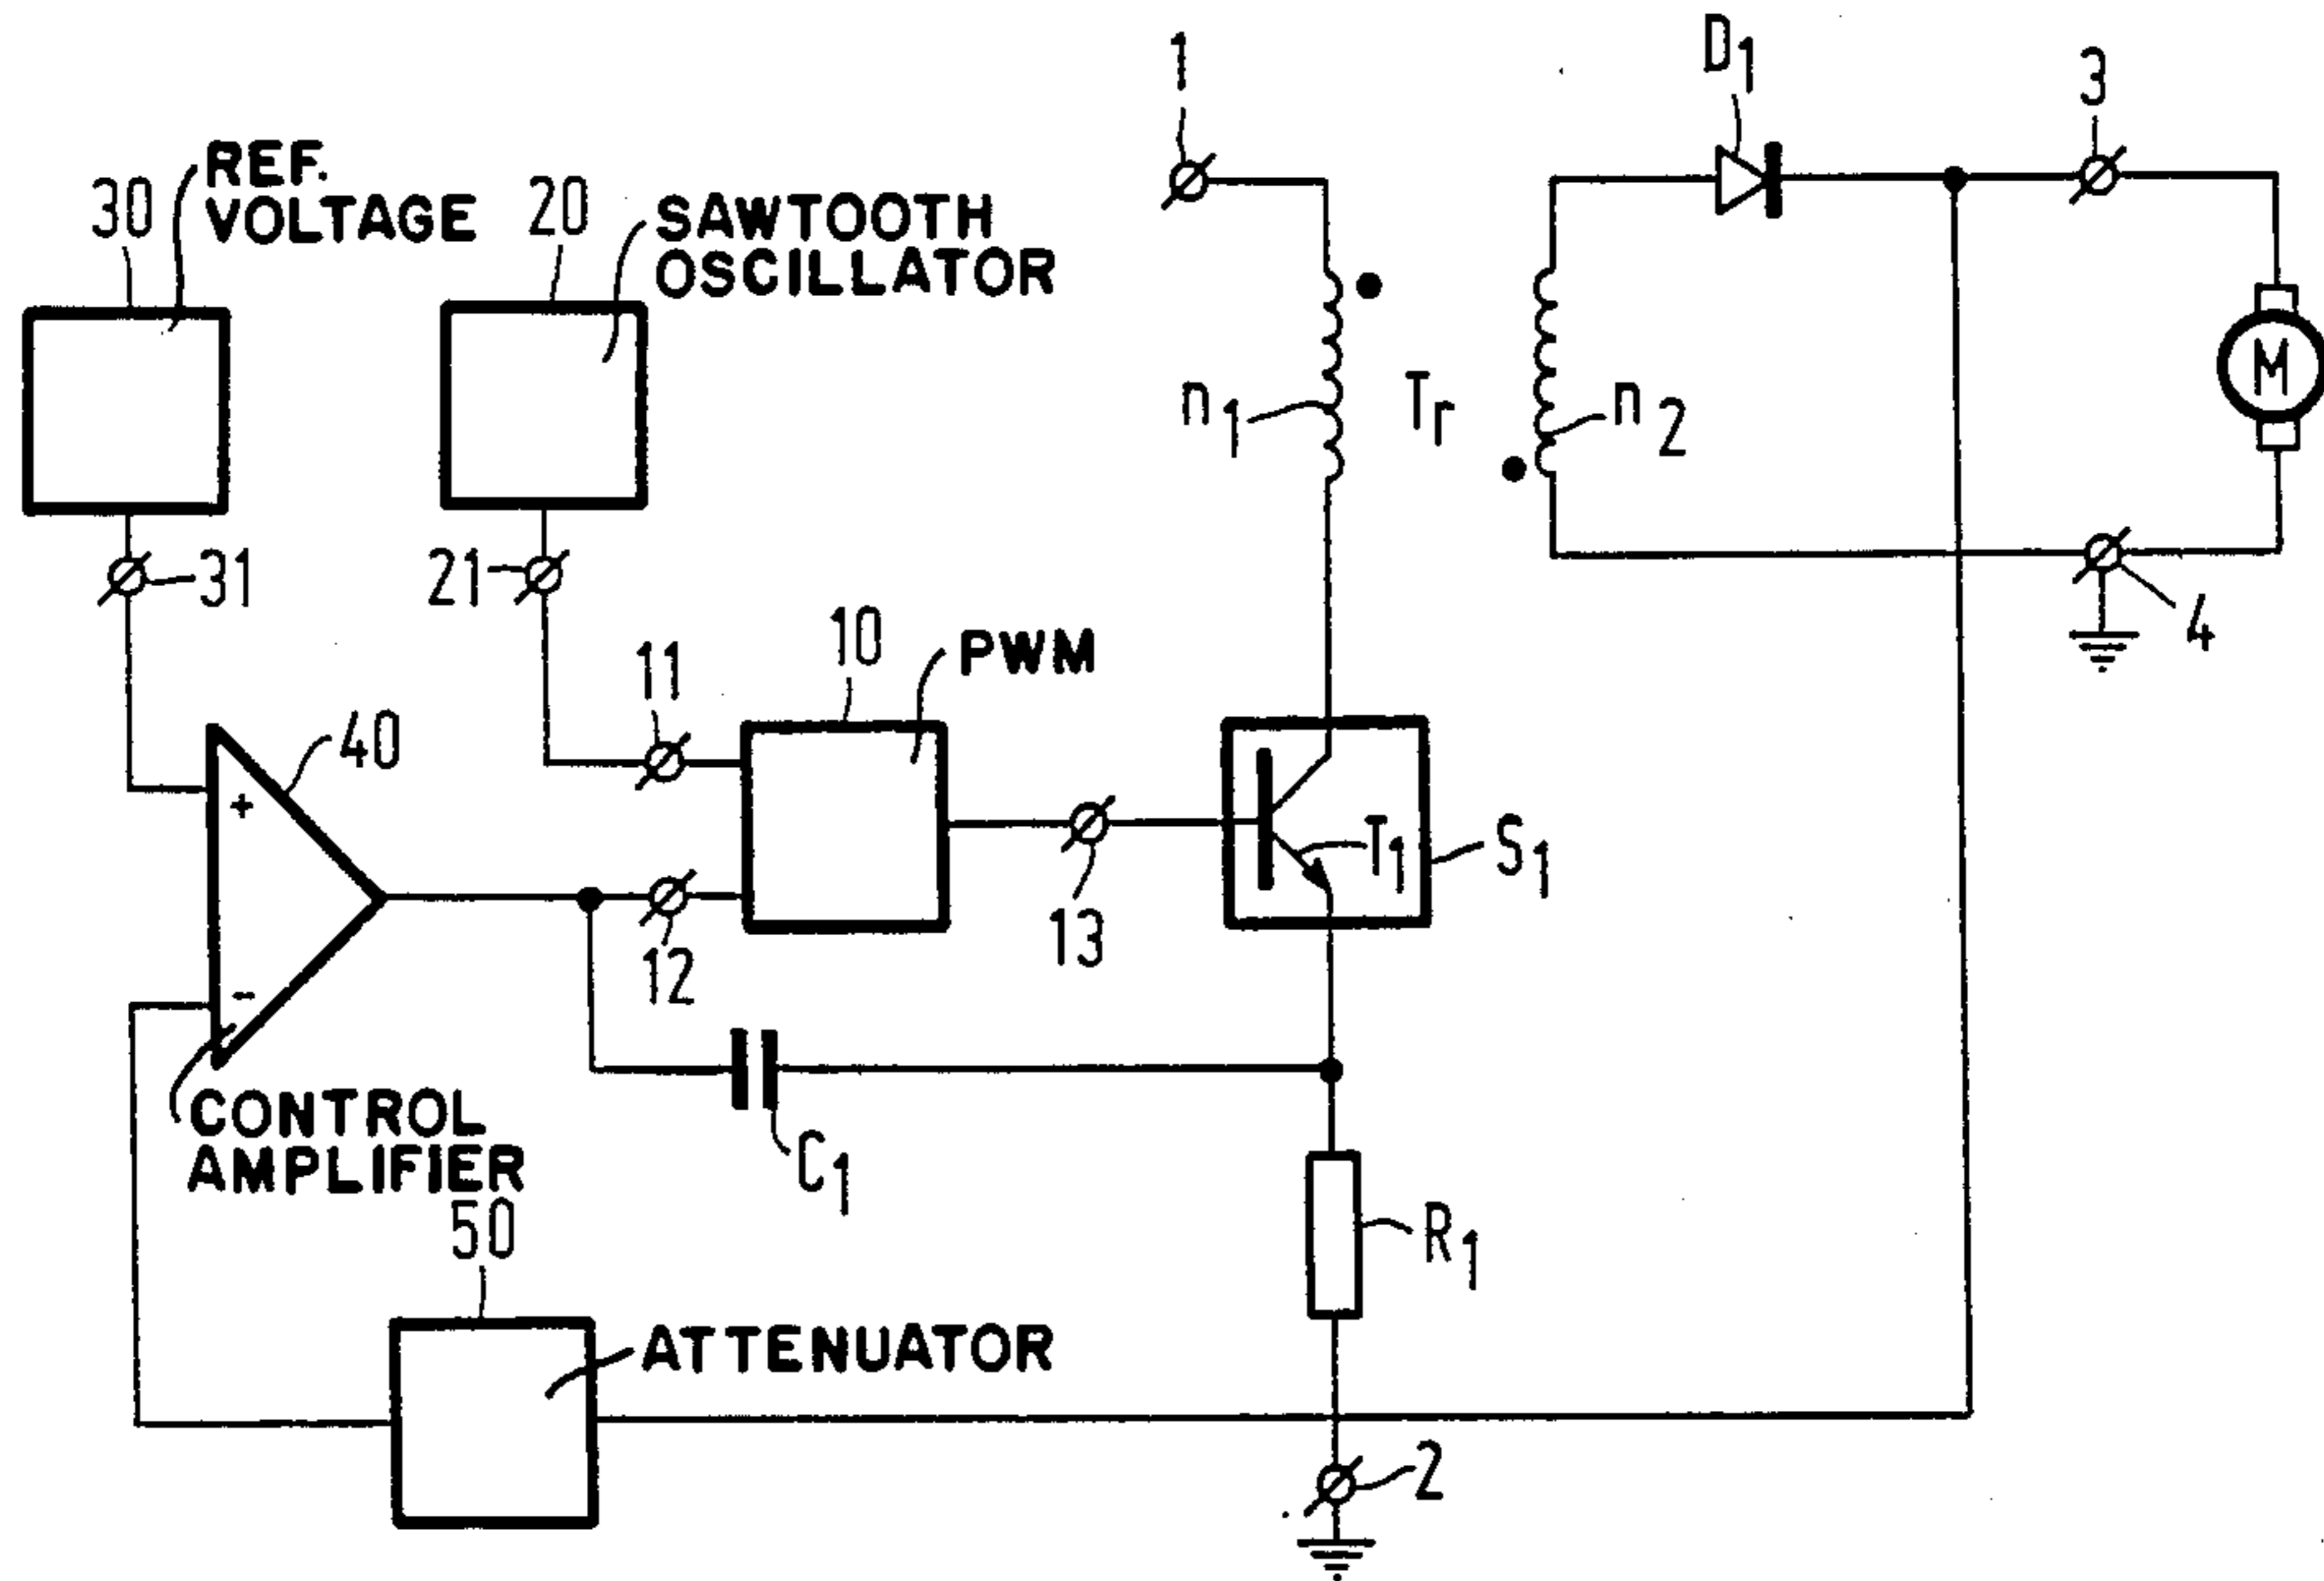 1
D1
3
REF.
VOLTAGE
30
20
SAWTOOTH
OSCILLATOR
n1
Tr
n2
M
31
21
4
11
10
PWM
40
+
T1
S1
13
12
-
CONTROL
AMPLIFIER
C1
50
R1
ATTENUATOR
2